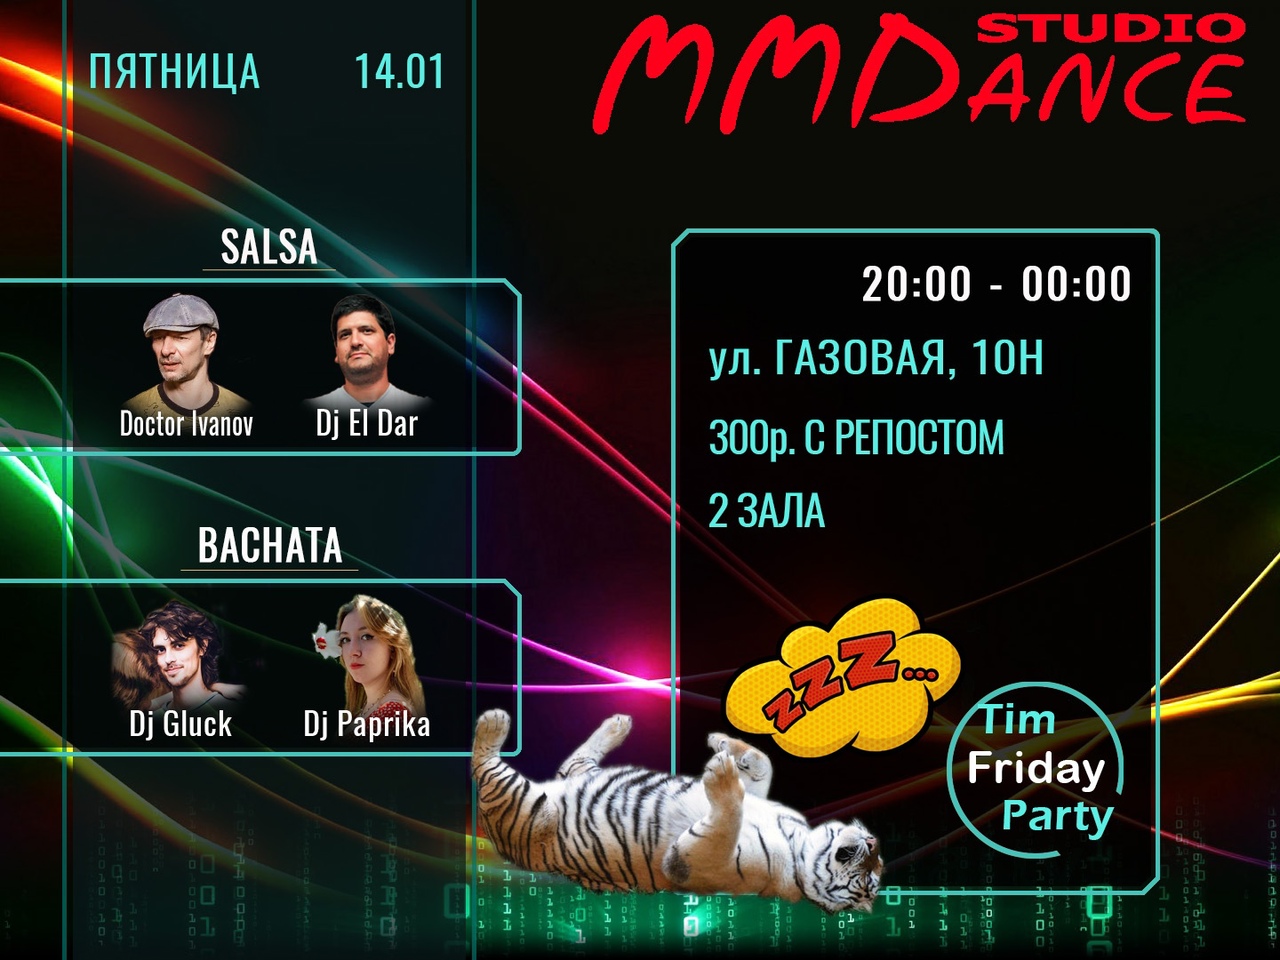 ПЯТНИЦА 14.01
MMDANCE STUDIO
SALSA
Doctor Ivanov
Dj El Dar
BACHATA
Dj Gluck
Dj Paprika
20:00 - 00:00
ул. ГАЗОВАЯ, 10Н
300р. С РЕПОСТОМ
2 ЗАЛА
ZZZ...
Tim
Friday
Party